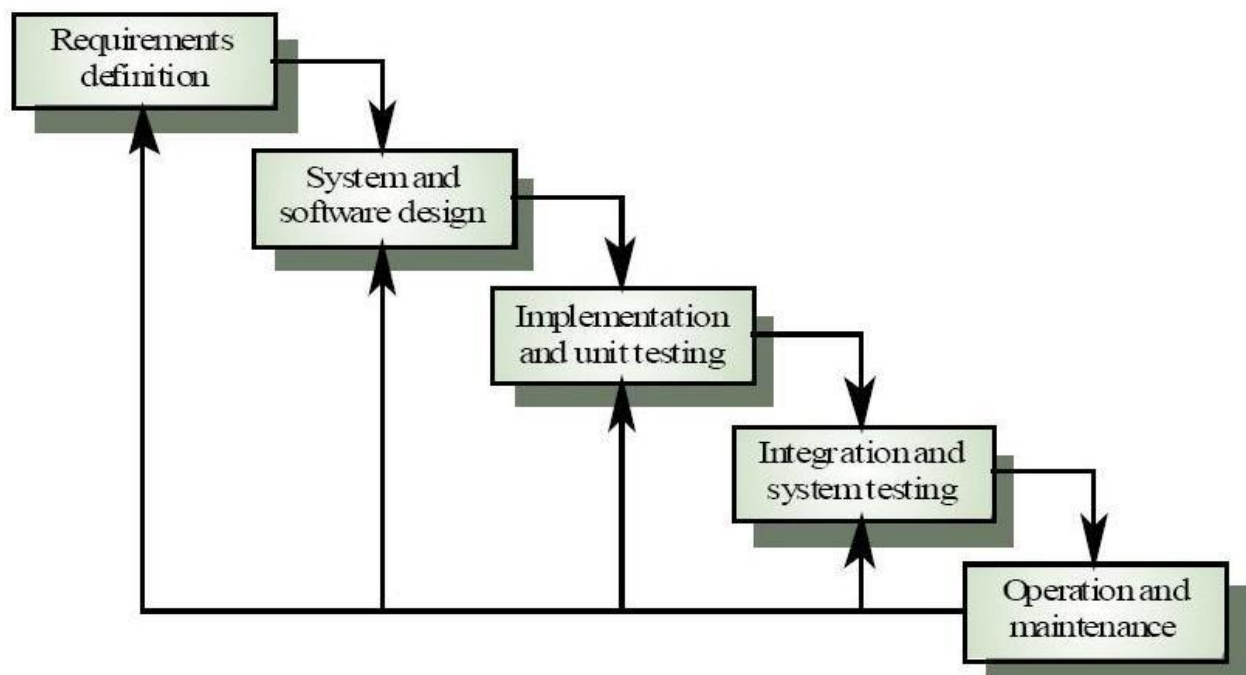 Requirements
definition
System and
software design
Implementation
and unit testing
Integration and
system testing
Operation and
maintenance